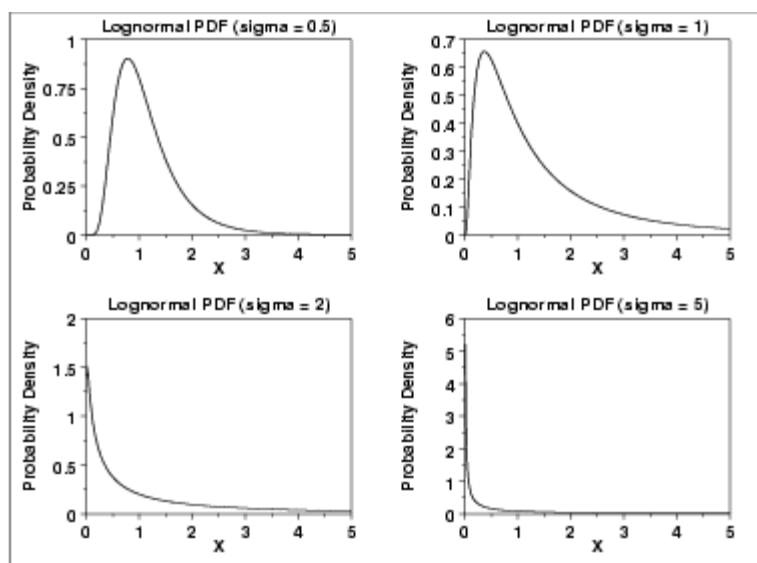 Lognormal PDF (sigma = 0.5)
Probability Density
1
0.75
0.5
0.25
0
0 1 2 3 4 5
X
Lognormal PDF (sigma = 1)
Probability Density
0.7
0.6
0.5
0.4
0.3
0.2
0.1
0
0 1 2 3 4 5
X
Lognormal PDF (sigma = 2)
Probability Density
2
1.5
1
0.5
0
0 1 2 3 4 5
X
Lognormal PDF (sigma = 5)
Probability Density
6
5
4
3
2
1
0
0 1 2 3 4 5
X